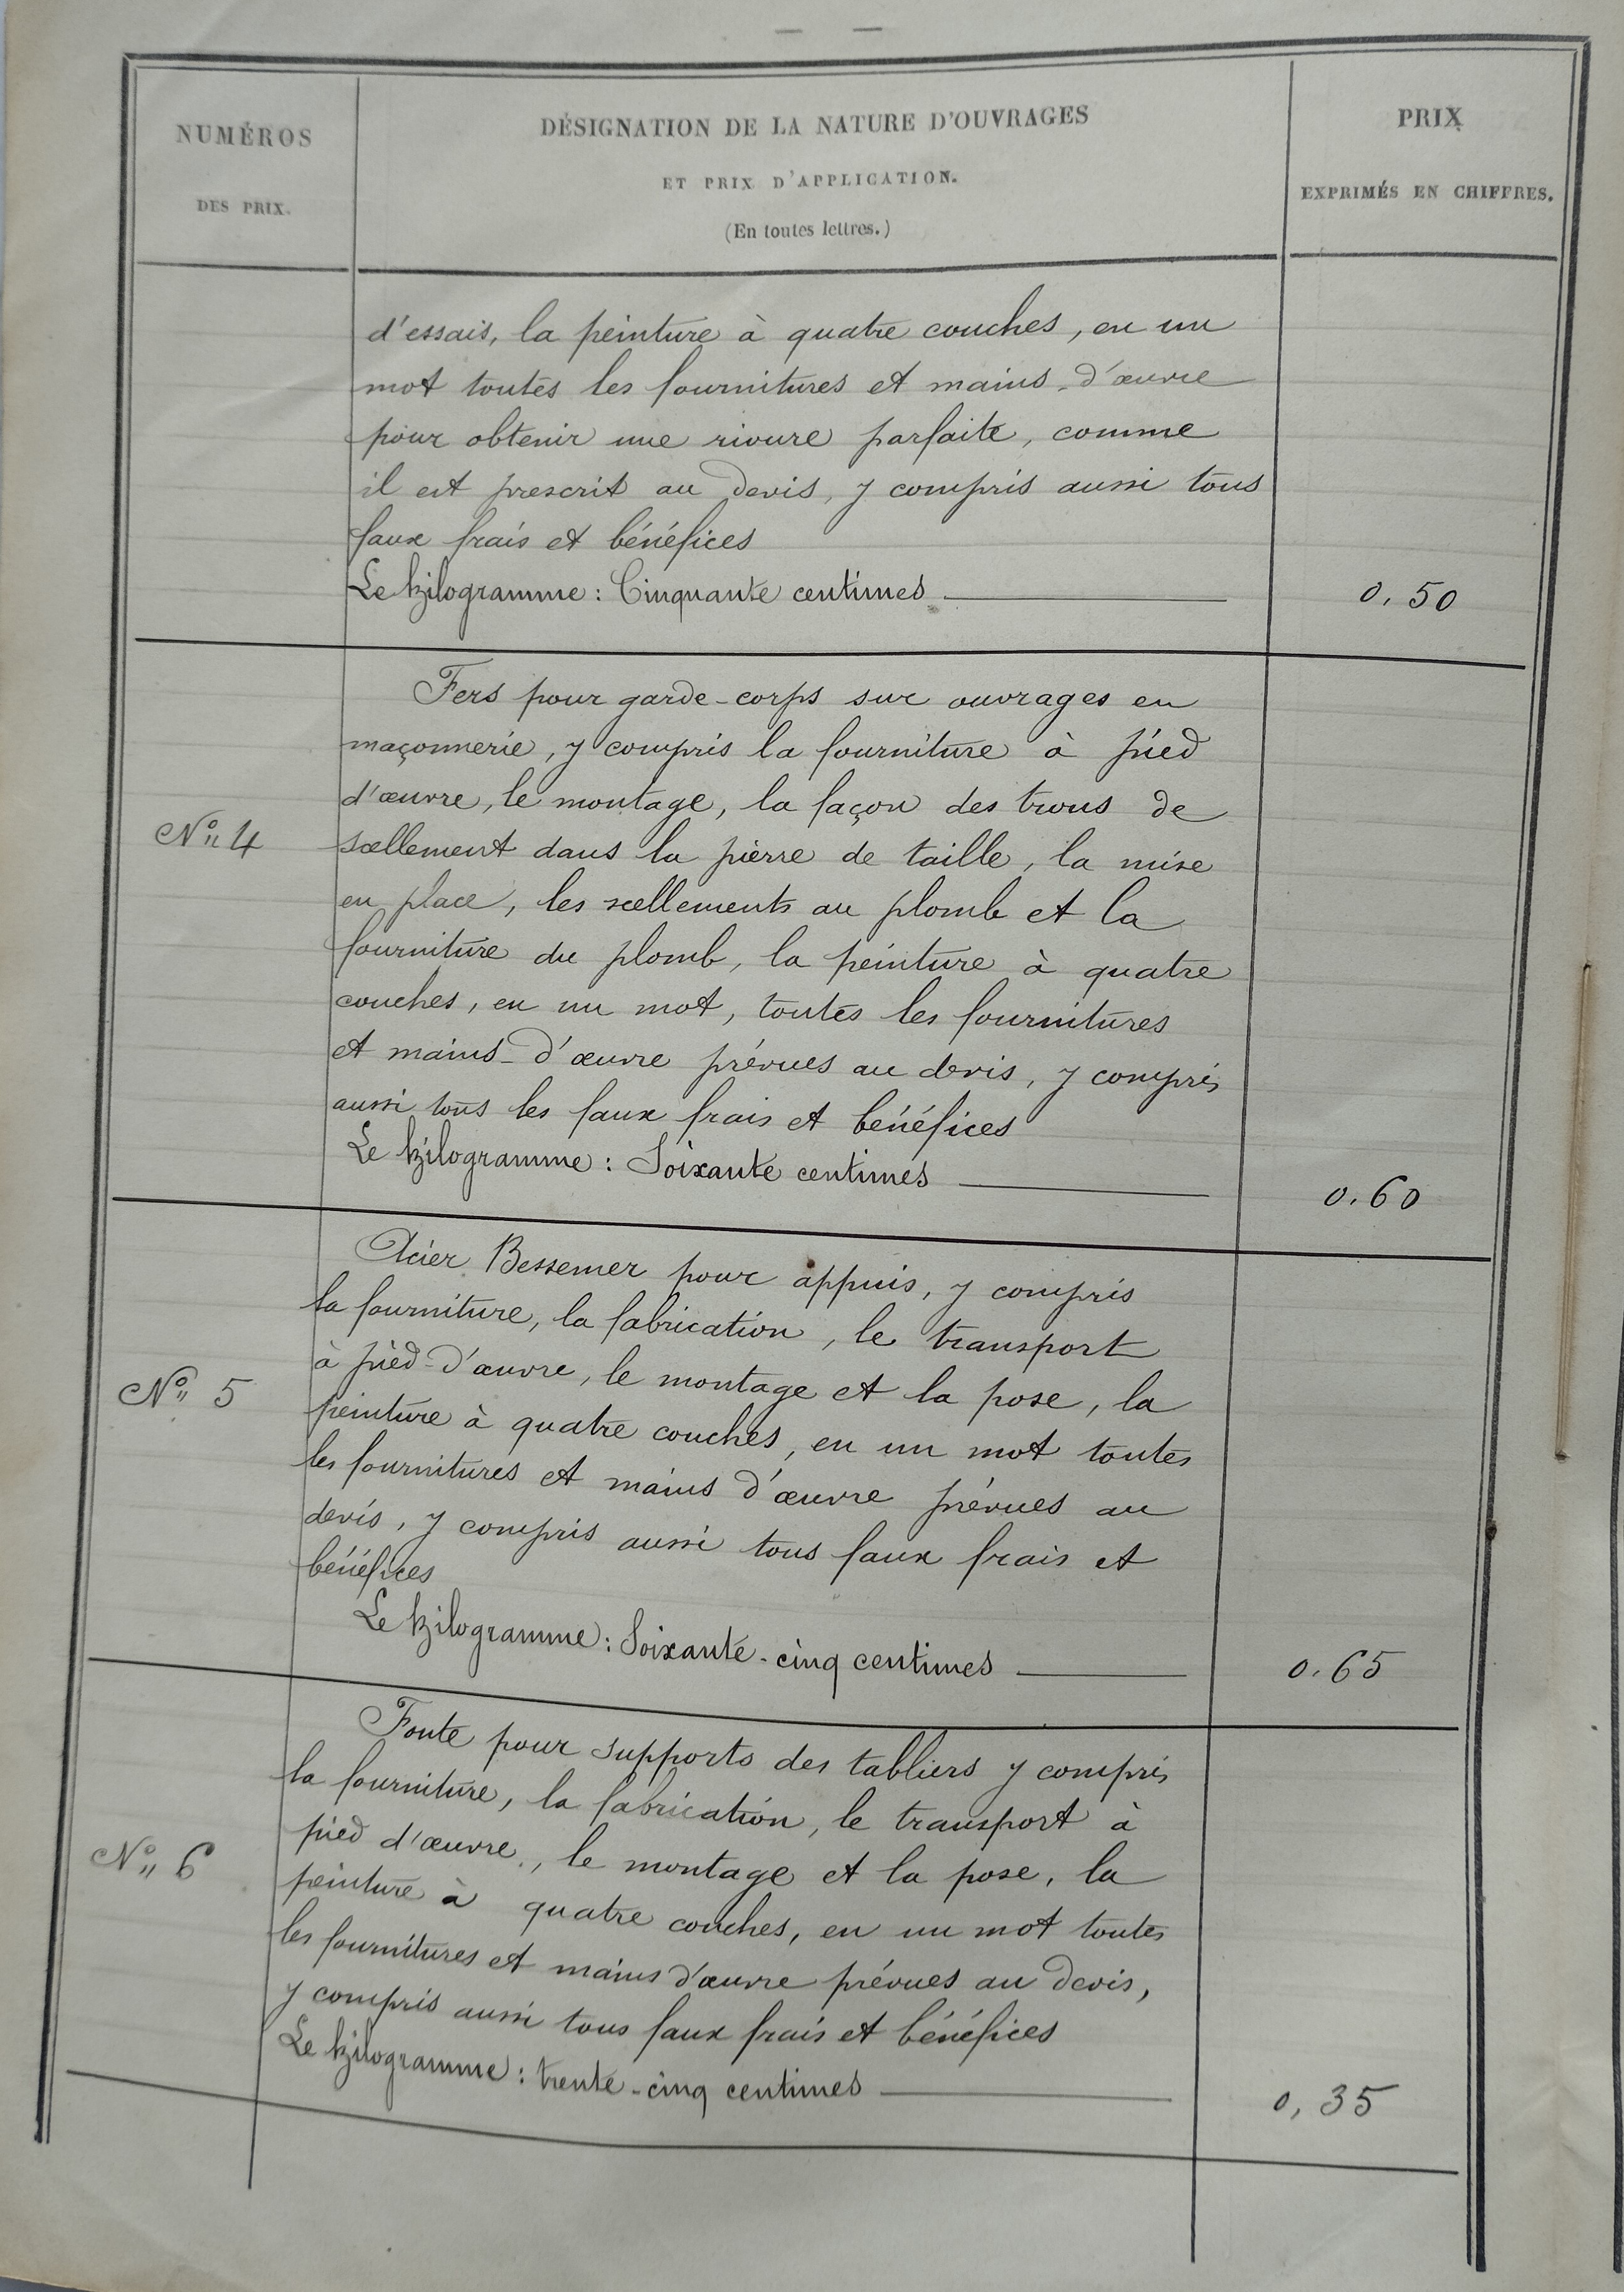 NUMÉROS
DES PRIX.
DÉSIGNATION DE LA NATURE D'OUVRAGES
ET PRIX D'APPLICATION.
(En toutes lettres.)
PRIX
EXPRIMÉS EN CHIFFRES.
d'essais, la peinture à quatre couches, en un
mot toutes les fournitures et mains-d'œuvre
pour obtenir une rivure parfaite, comme
il est prescrit au devis, y compris aussi tous
faux frais et bénéfices
Le kilogramme : Cinquante centimes
0,50
N° 4
Fers pour garde-corps sur ouvrages en
maçonnerie, y compris la fourniture à pied
d'œuvre, le montage, la façon des trous de
scellement dans la pierre de taille, la mise
en place, les scellements au plomb et la
fourniture du plomb, la peinture à quatre
couches, en un mot, toutes les fournitures
et mains-d'œuvre prévues au devis, y compris
aussi tous les faux frais et bénéfices
Le kilogramme : Soixante centimes
0,60
N° 5
Acier Bessemer pour appuis, y compris
la fourniture, la fabrication, le transport
à pied-d'œuvre, le montage et la pose, la
peinture à quatre couches, en un mot toutes
les fournitures et mains d'œuvre prévues au
devis, y compris aussi tous faux frais et
bénéfices
Le kilogramme : Soixante-cinq centimes
0,65
N° 6
Fonte pour supports des tabliers y compris
la fourniture, la fabrication, le transport à
pied d'œuvre, le montage et la pose, la
peinture à quatre couches, en un mot toutes
les fournitures et mains d'œuvre prévues au devis,
y compris aussi tous faux frais et bénéfices
Le kilogramme : trente-cinq centimes
0,35